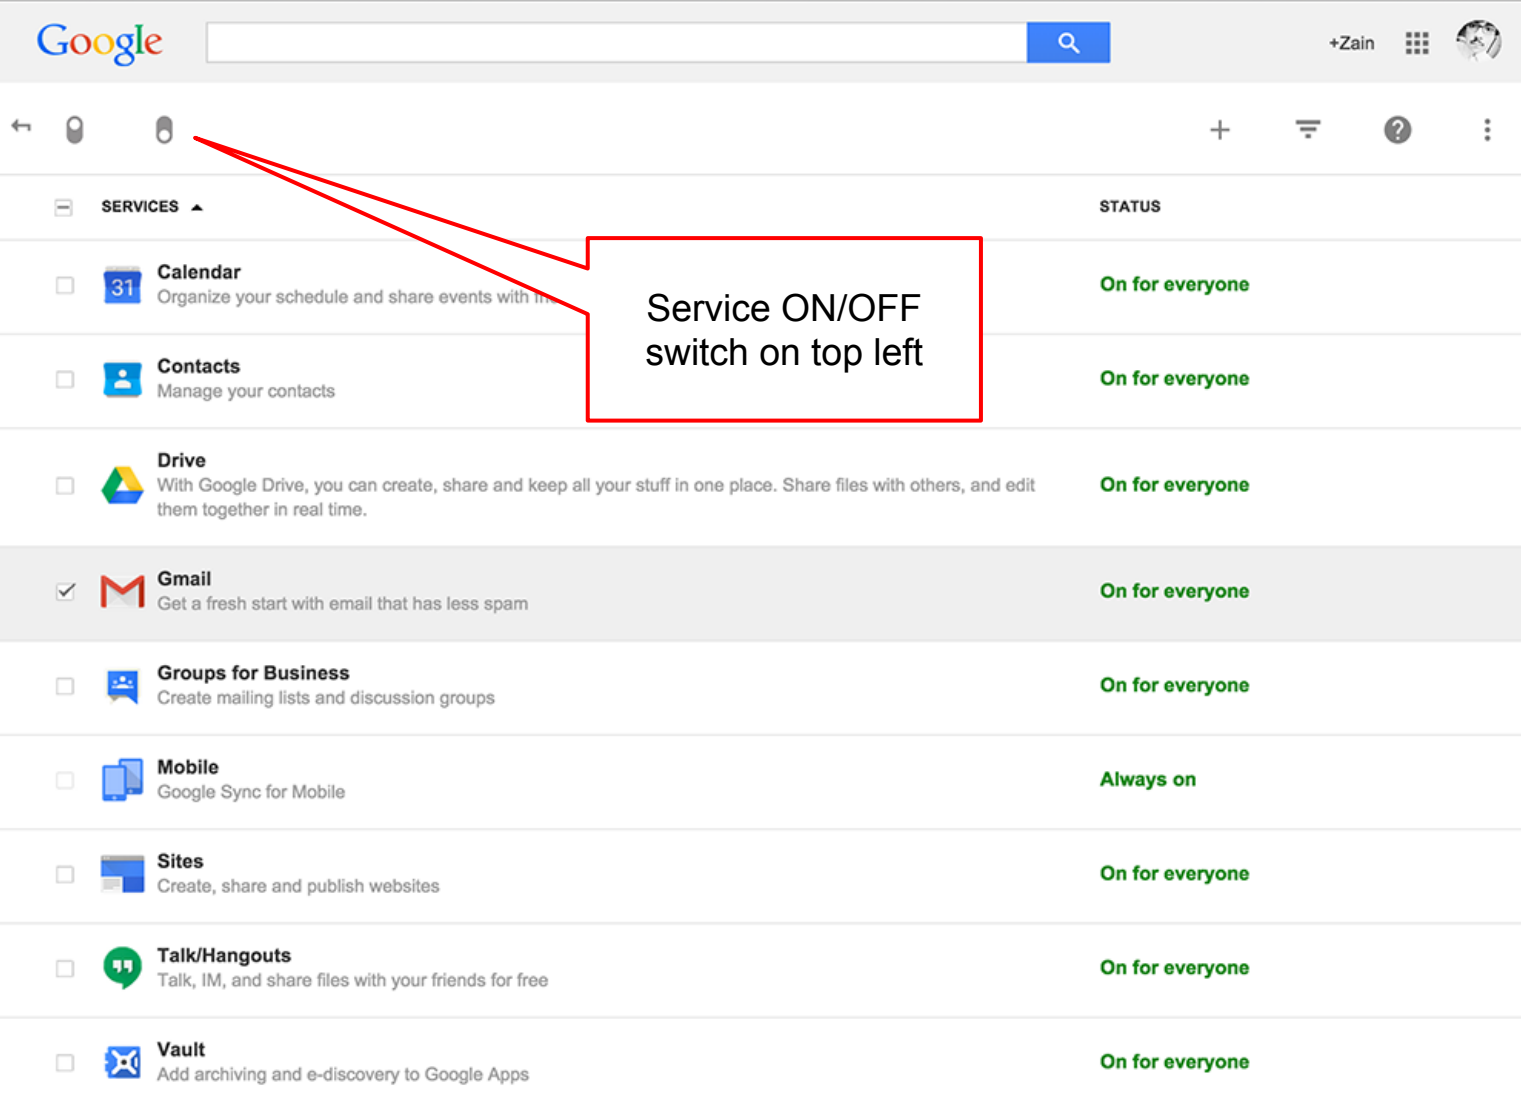 Google
+Zain
SERVICES
STATUS
Calendar
Organize your schedule and share events with
On for everyone
Service ON/OFF
switch on top left
Contacts
Manage your contacts
On for everyone
Drive
With Google Drive, you can create, share and keep all your stuff in one place. Share files with others, and edit
them together in real time.
On for everyone
Gmail
Get a fresh start with email that has less spam
On for everyone
Groups for Business
Create mailing lists and discussion groups
On for everyone
Mobile
Google Sync for Mobile
Always on
Sites
Create, share and publish websites
On for everyone
Talk/Hangouts
Talk, IM, and share files with your friends for free
On for everyone
Vault
Add archiving and e-discovery to Google Apps
On for everyone
31